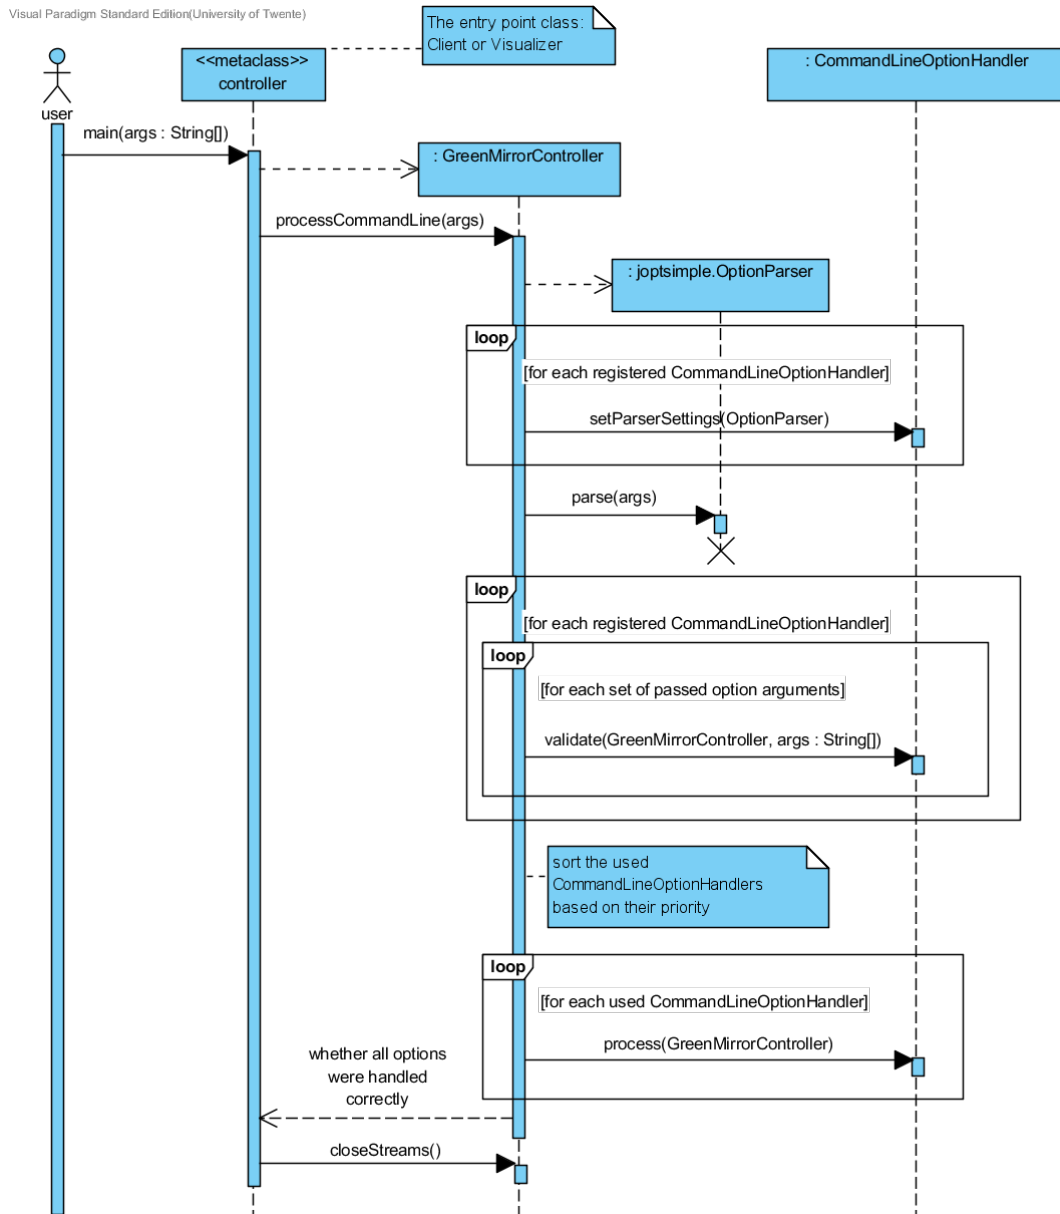 Visual Paradigm Standard Edition(University of Twente)
The entry point class:
Client or Visualizer
<<metaclass>>
controller
: CommandLineOptionHandler
user
main(args : String[])
: GreenMirrorController
processCommandLine(args)
: joptsimple.OptionParser
loop
[for each registered CommandLineOptionHandler]
setParserSettings(OptionParser)
parse(args)
loop
[for each registered CommandLineOptionHandler]
loop
[for each set of passed option arguments]
validate(GreenMirrorController, args : String[])
sort the used
CommandLineOptionHandlers
based on their priority
loop
[for each used CommandLineOptionHandler]
process(GreenMirrorController)
whether all options
were handled
correctly
closeStreams()